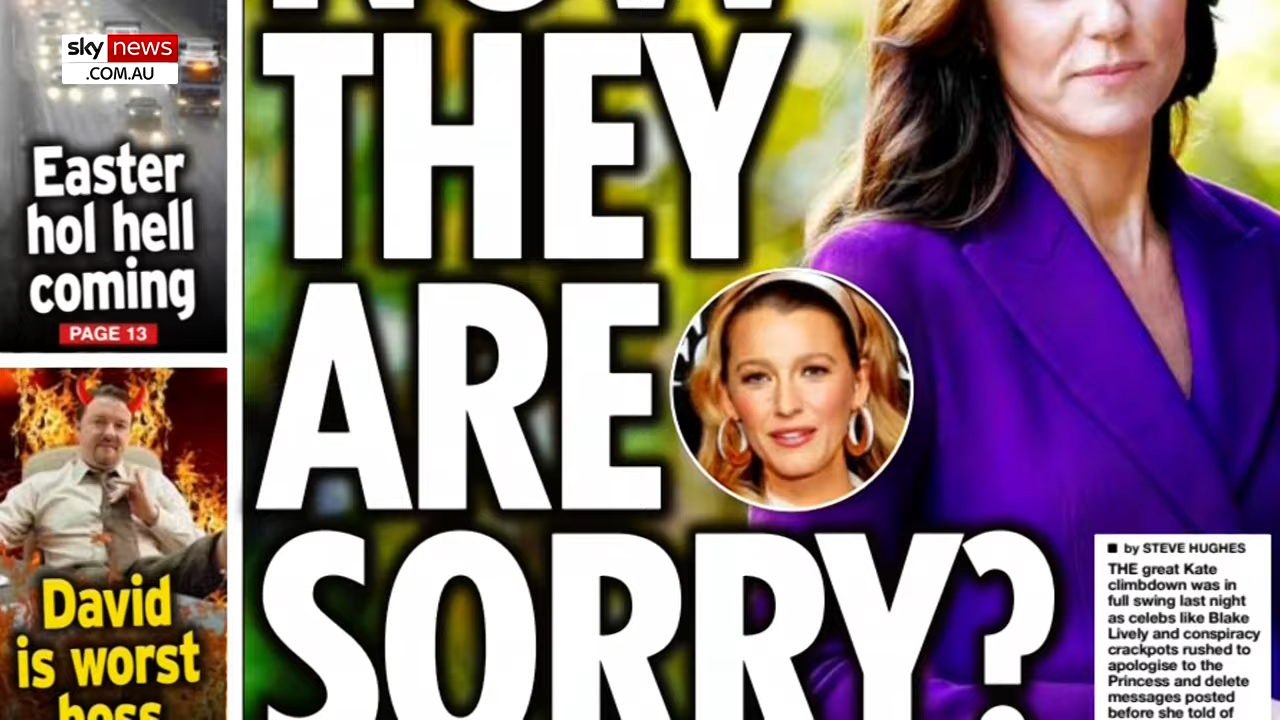 sky news
.COM.AU
Easter
hol hell
coming
PAGE 13
David
is worst
boss
NOW
THEY
ARE
SORRY?
■ by STEVE HUGHES
THE great Kate
climbdown was in
full swing last night
as celebs like Blake
Lively and conspiracy
crackpots rushed to
apologise to the
Princess and delete
messages posted
before she told of